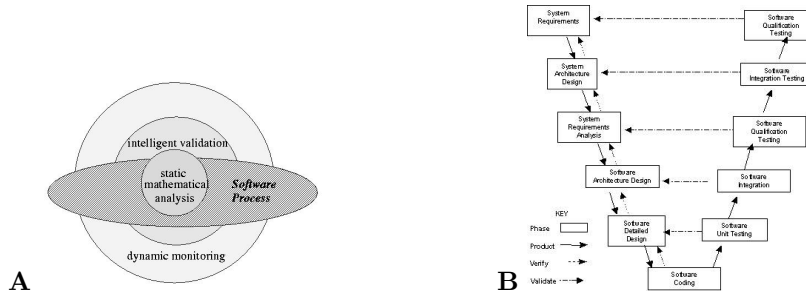 intelligent validation
static
mathematical
analysis
Software
Process
dynamic monitoring
A
System
Requirements
Software
Qualification
Testing
System
Architecture
Design
Software
Integration Testing
System
Requirements
Analysis
Software
Qualification
Testing
Software
Architecture Design
Software
Integration
KEY
Phase
Product
Verify
Validate
Software
Detailed
Design
Software
Unit Testing
Software
Coding
B